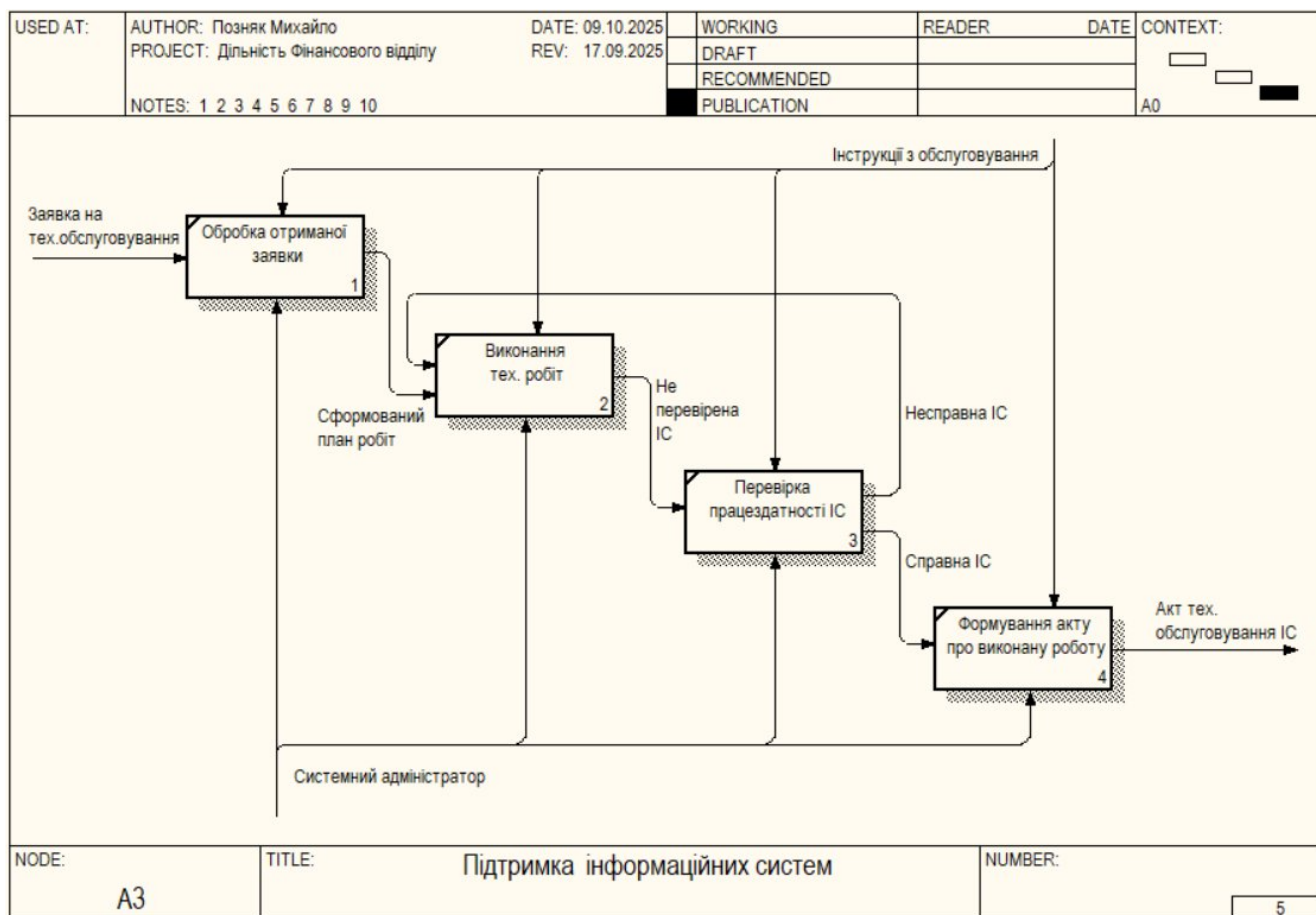 USED AT:
AUTHOR: Позняк Михайло
DATE: 09.10.2025
PROJECT: Дільність Фінансового відділу
REV: 17.09.2025
NOTES: 1 2 3 4 5 6 7 8 9 10
WORKING
DRAFT
RECOMMENDED
PUBLICATION
READER
DATE
CONTEXT:
A0
Інструкції з обслуговування
Заявка на
тех.обслуговування
Обробка отриманої
заявки
1
Виконання
тех. робіт
2
Сформований
план робіт
Не
перевірена
ІС
Несправна ІС
Перевірка
працездатності ІС
3
Справна ІС
Формування акту
про виконану роботу
4
Акт тех.
обслуговування ІС
Системний адміністратор
NODE:
A3
TITLE:
Підтримка інформаційних систем
NUMBER:
5